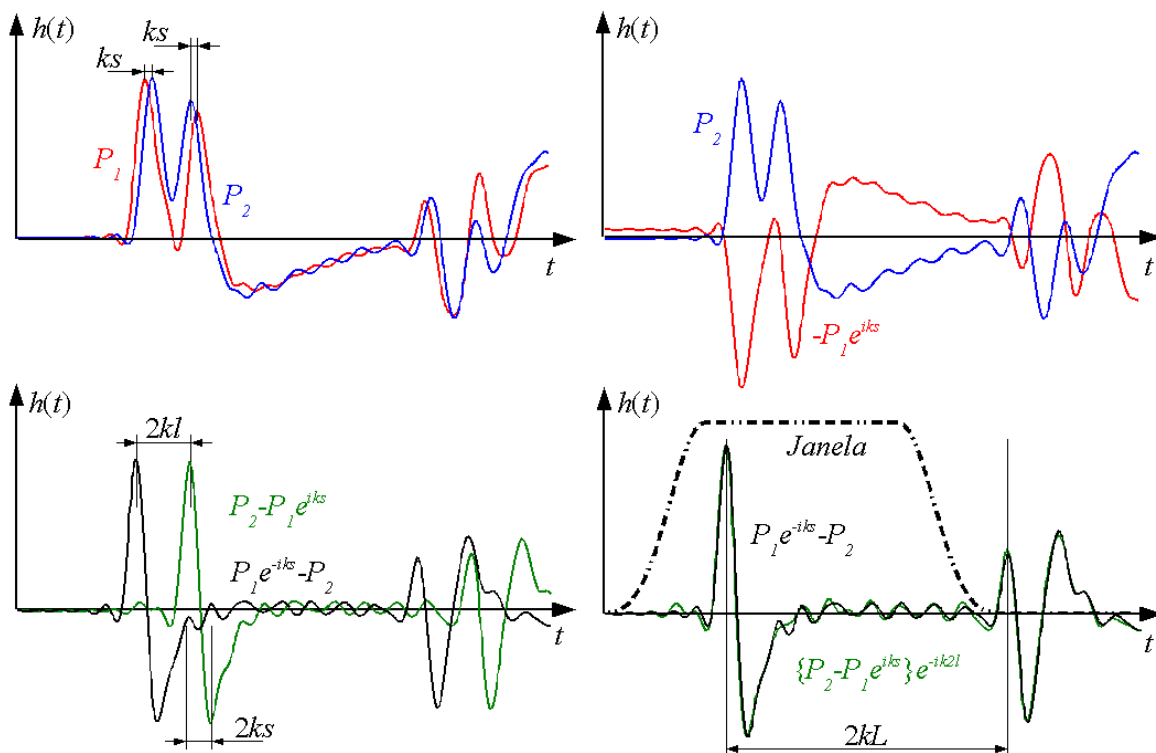 h(t)
ks
ks
P₁
P₂
t
h(t)
P₂
t
-P₁e^{iks}
h(t)
2kl
P₂-P₁e^{iks}
P₁e^{-iks}-P₂
t
2ks
h(t)
Janela
P₁e^{-iks}-P₂
t
{P₂-P₁e^{iks}}e^{-ik2l}
2kL